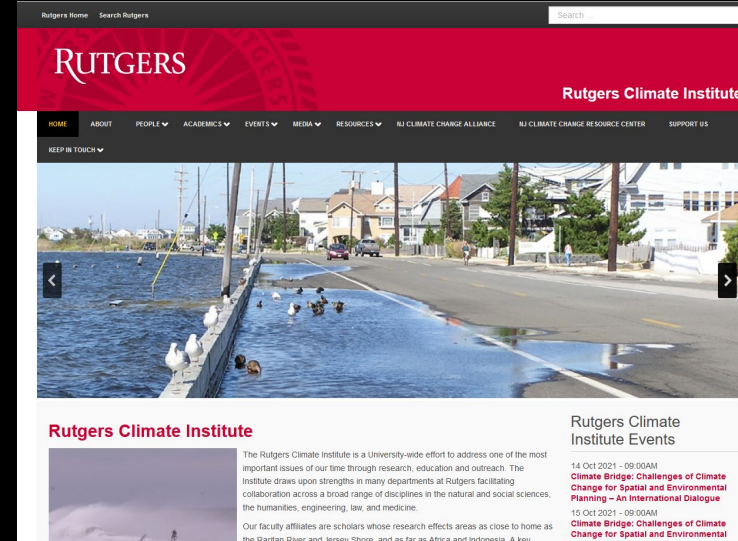 Rutgers Home Search Rutgers
Search ...
RUTGERS
Rutgers Climate Institute
HOME ABOUT PEOPLE ACADEMICS EVENTS MEDIA RESOURCES NJ CLIMATE CHANGE ALLIANCE NJ CLIMATE CHANGE RESOURCE CENTER SUPPORT US
KEEP IN TOUCH
Rutgers Climate Institute
The Rutgers Climate Institute is a University-wide effort to address one of the most
important issues of our time through research, education and outreach. The
Institute draws upon strengths in many departments at Rutgers facilitating
collaboration across a broad range of disciplines in the natural and social sciences,
the humanities, engineering, law, and medicine.
Our faculty affiliates are scholars whose research effects areas as close to home as
the Raritan River and Jersey Shore, and as far as Africa and Indonesia. A key
Rutgers Climate
Institute Events
14 Oct 2021 - 09:00AM
Climate Bridge: Challenges of Climate
Change for Spatial and Environmental
Planning – An International Dialogue
15 Oct 2021 - 09:00AM
Climate Bridge: Challenges of Climate
Change for Spatial and Environmental